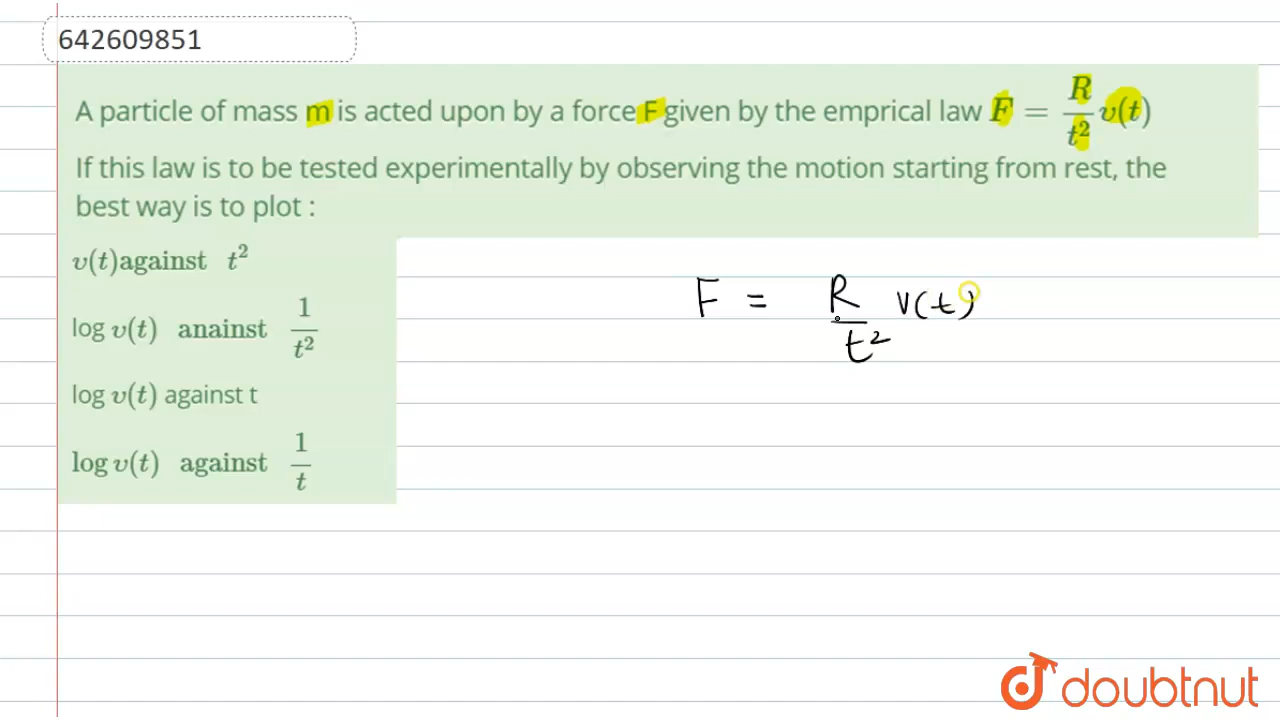 642609851
A particle of mass m is acted upon by a force F given by the emprical law F = R/t² v(t)
If this law is to be tested experimentally by observing the motion starting from rest, the
best way is to plot :
v(t)against t²
log v(t) anainst 1/t²
log v(t) against t
log v(t) against 1/t
F = R/t² v(t)
doubtnut